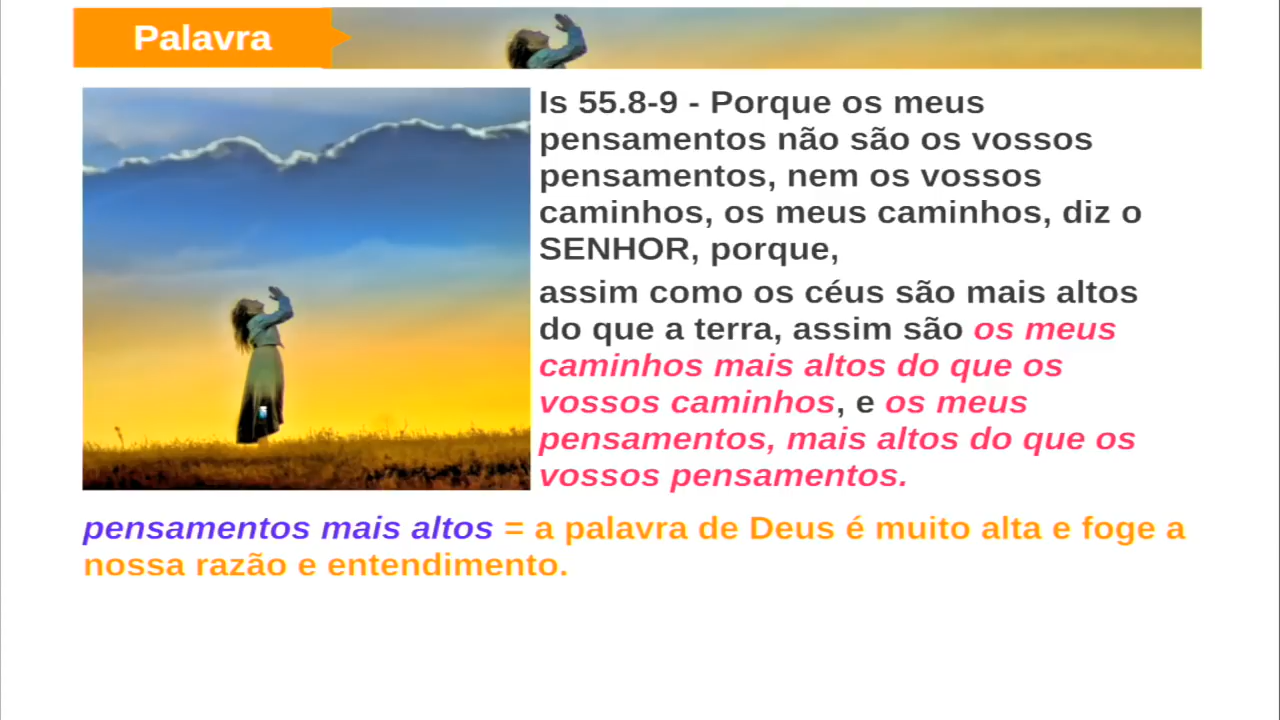 Palavra
Is 55.8-9 - Porque os meus
pensamentos não são os vossos
pensamentos, nem os vossos
caminhos, os meus caminhos, diz o
SENHOR, porque,
assim como os céus são mais altos
do que a terra, assim são os meus
caminhos mais altos do que os
vossos caminhos, e os meus
pensamentos, mais altos do que os
vossos pensamentos.
pensamentos mais altos = a palavra de Deus é muito alta e foge a
nossa razão e entendimento.